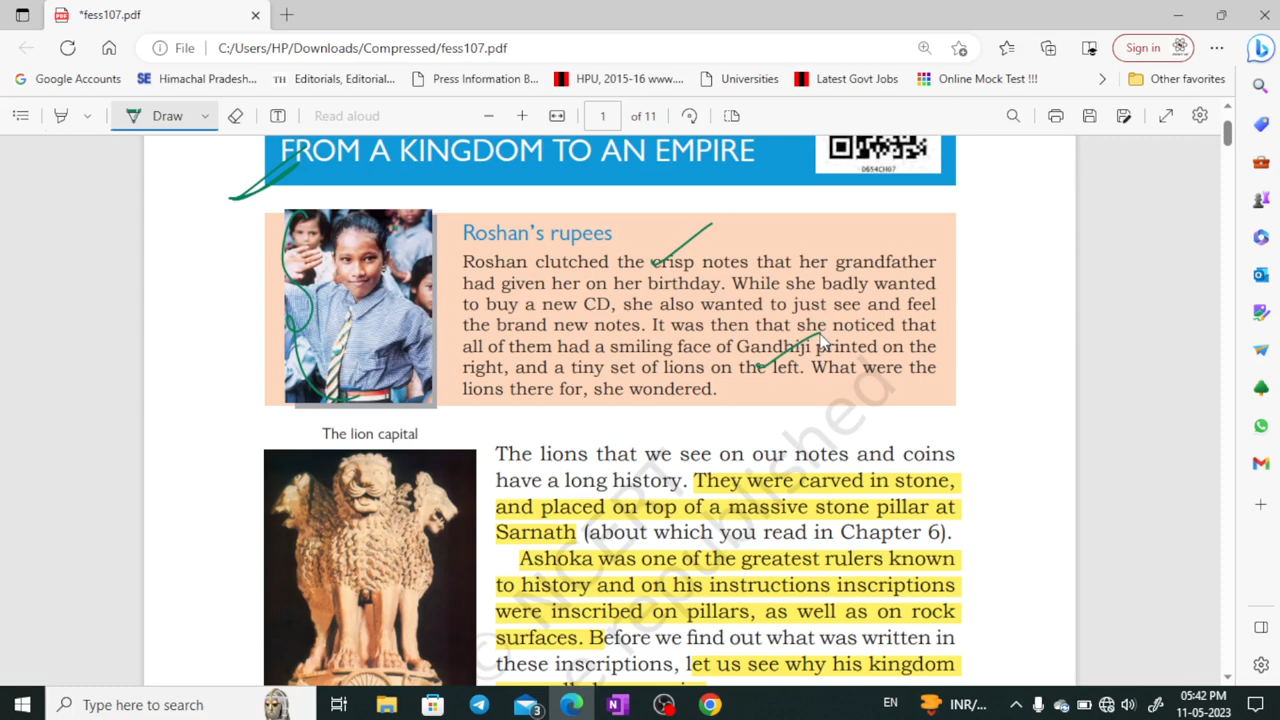 *fess107.pdf
File
C:/Users/HP/Downloads/Compressed/fess107.pdf
Sign in
Google Accounts
SE Himachal Pradesh...
TH Editorials, Editorial...
Press Information B...
HPU, 2015-16 www....
Universities
Latest Govt Jobs
Online Mock Test !!!
Other favorites
Draw
Read aloud
1 of 11
FROM A KINGDOM TO AN EMPIRE
0654CH07
Roshan's rupees
Roshan clutched the crisp notes that her grandfather
had given her on her birthday. While she badly wanted
to buy a new CD, she also wanted to just see and feel
the brand new notes. It was then that she noticed that
all of them had a smiling face of Gandhiji printed on the
right, and a tiny set of lions on the left. What were the
lions there for, she wondered.
The lion capital
The lions that we see on our notes and coins
have a long history. They were carved in stone,
and placed on top of a massive stone pillar at
Sarnath (about which you read in Chapter 6).
Ashoka was one of the greatest rulers known
to history and on his instructions inscriptions
were inscribed on pillars, as well as on rock
surfaces. Before we find out what was written in
these inscriptions, let us see why his kingdom
© NCERT
republished
Type here to search
3
EN
INR/...
05:42 PM
11-05-2023